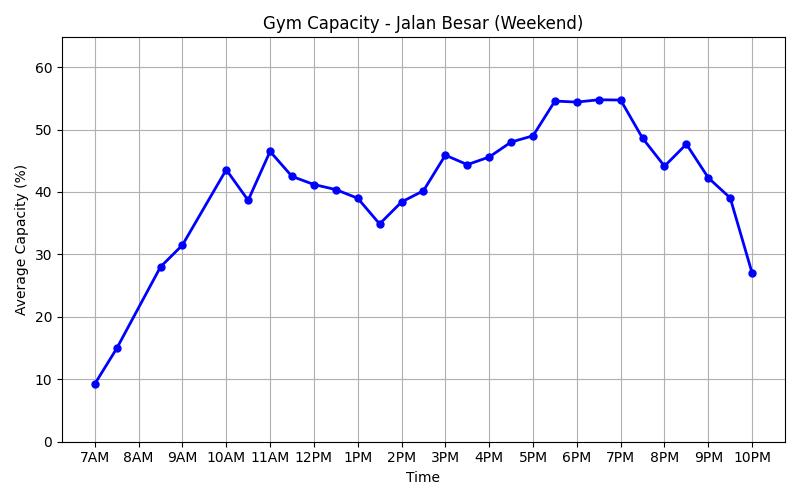 Gym Capacity - Jalan Besar (Weekend)
60
50
40
30
20
10
0
Average Capacity (%)
7AM 8AM 9AM 10AM 11AM 12PM 1PM 2PM 3PM 4PM 5PM 6PM 7PM 8PM 9PM 10PM
Time